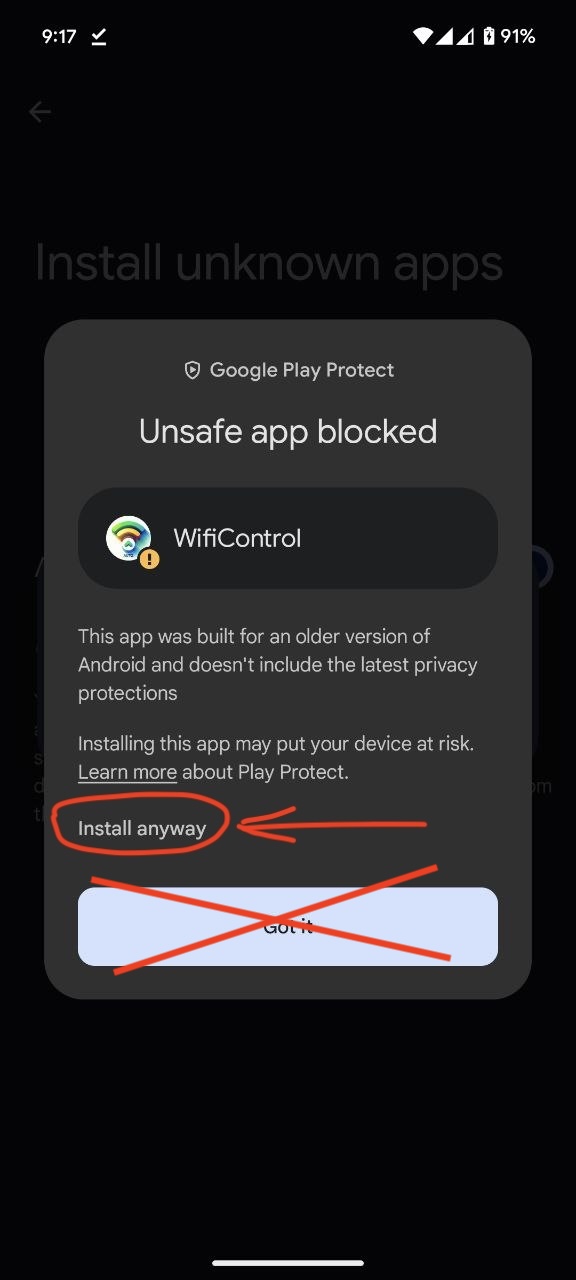 9:17 91%
Install unknown apps
Google Play Protect
Unsafe app blocked
WifiControl
This app was built for an older version of
Android and doesn't include the latest privacy
protections
Installing this app may put your device at risk.
Learn more about Play Protect.
Install anyway
Got it